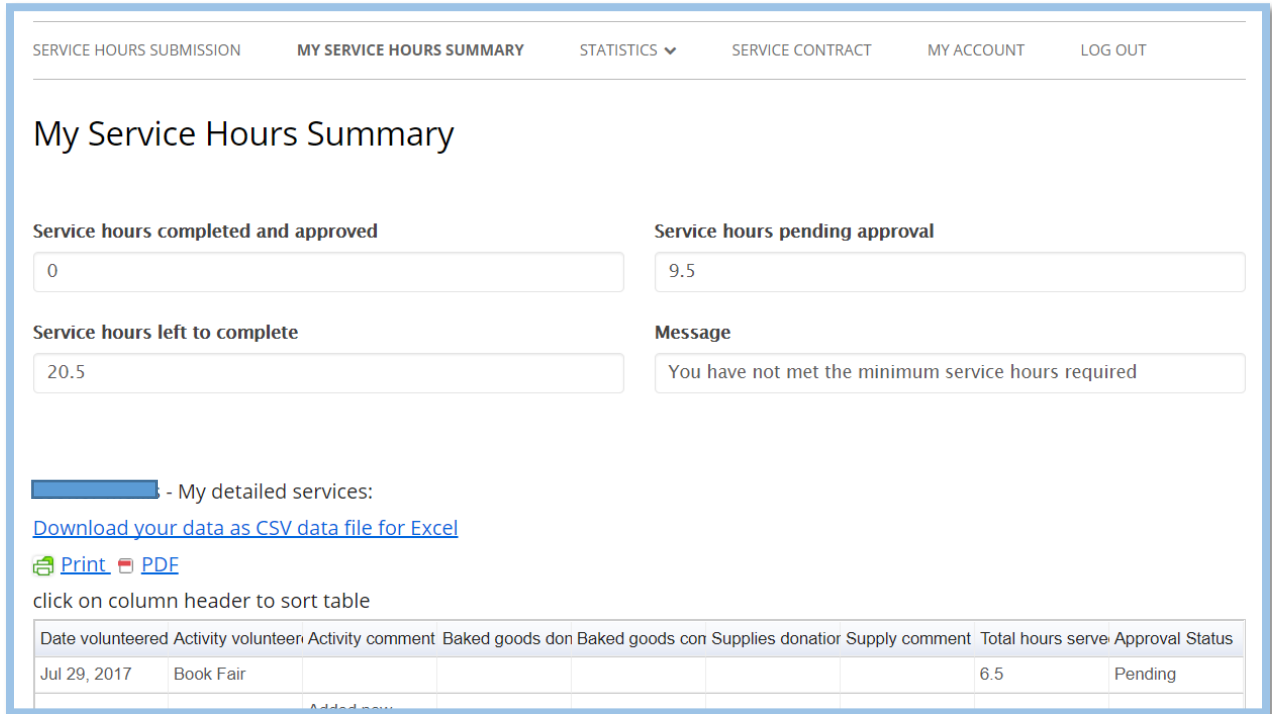 SERVICE HOURS SUBMISSION MY SERVICE HOURS SUMMARY STATISTICS SERVICE CONTRACT MY ACCOUNT LOG OUT
My Service Hours Summary
Service hours completed and approved Service hours pending approval
0 9.5
Service hours left to complete Message
20.5 You have not met the minimum service hours required
- My detailed services:
Download your data as CSV data file for Excel
Print PDF
click on column header to sort table
Date volunteered Activity volunteer Activity comment Baked goods don Baked goods com Supplies donation Supply comment Total hours serve Approval Status
Jul 29, 2017 Book Fair 6.5 Pending